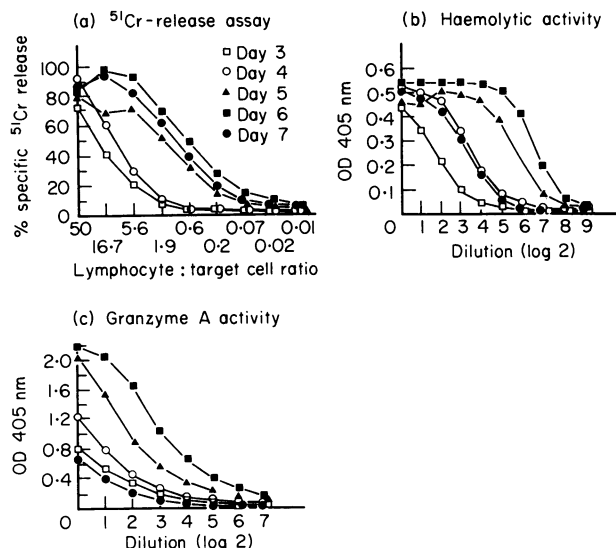 (a) ⁵¹Cr-release assay
% specific ⁵¹Cr release
100
80
60
40
20
0
Day 3
Day 4
Day 5
Day 6
Day 7
50 5·6 0·6 0·07 0·01
16·7 1·9 0·2 0·02
Lymphocyte : target cell ratio
(b) Haemolytic activity
OD 405 nm
0·6
0·5
0·4
0·3
0·2
0·1
0 1 2 3 4 5 6 7 8 9
Dilution (log 2)
(c) Granzyme A activity
OD 405 nm
2·0
1·6
1·2
0·8
0·4
0 1 2 3 4 5 6 7
Dilution (log 2)